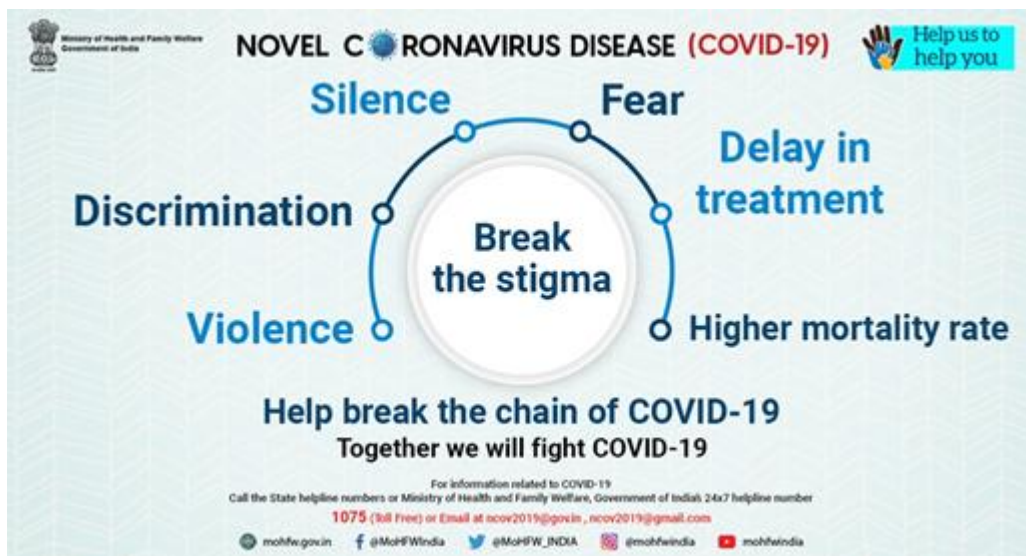 Ministry of Health and Family Welfare
Government of India
NOVEL CORONAVIRUS DISEASE (COVID-19)
Help us to
help you
Silence
Fear
Delay in
treatment
Discrimination
Break
the stigma
Violence
Higher mortality rate
Help break the chain of COVID-19
Together we will fight COVID-19
For information related to COVID-19
Call the State helpline numbers or Ministry of Health and Family Welfare, Government of India's 24x7 helpline number
1075 (Toll Free) or Email at ncov2019@gov.in , ncov2019@gmail.com
mohfw.gov.in @MoHFWIndia @MoHFW_INDIA @mohfwindia mohfwindia